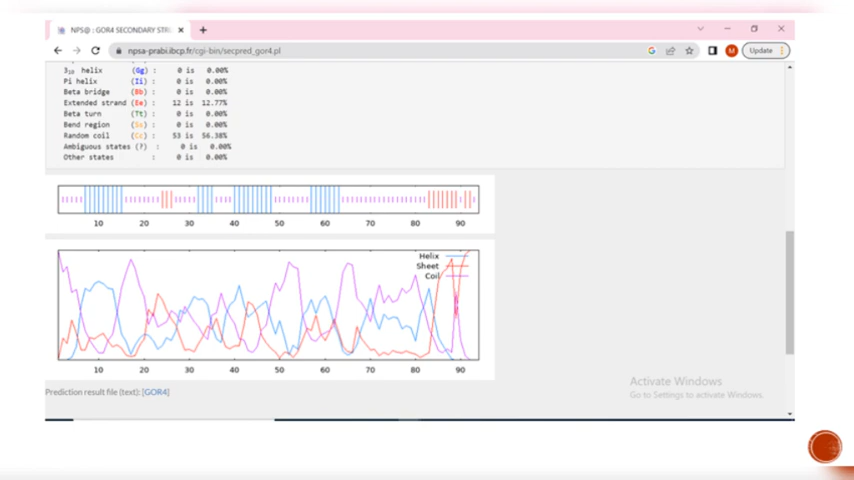 NPS@ : GOR4 SECONDARY STRU
npsa-prabi.ibcp.fr/cgi-bin/secpred_gor4.pl
M
Update
3₁₀ helix (Gg) : 0 is 0.00%
Pi helix (Ii) : 0 is 0.00%
Beta bridge (Bb) : 0 is 0.00%
Extended strand (Ee) : 12 is 12.77%
Beta turn (Tt) : 0 is 0.00%
Bend region (Ss) : 0 is 0.00%
Random coil (Cc) : 53 is 56.38%
Ambiguous states (?) : 0 is 0.00%
Other states : 0 is 0.00%
10 20 30 40 50 60 70 80 90
Helix
Sheet
Coil
10 20 30 40 50 60 70 80 90
Prediction result file (text): [GOR4]
Activate Windows
Go to Settings to activate Windows.